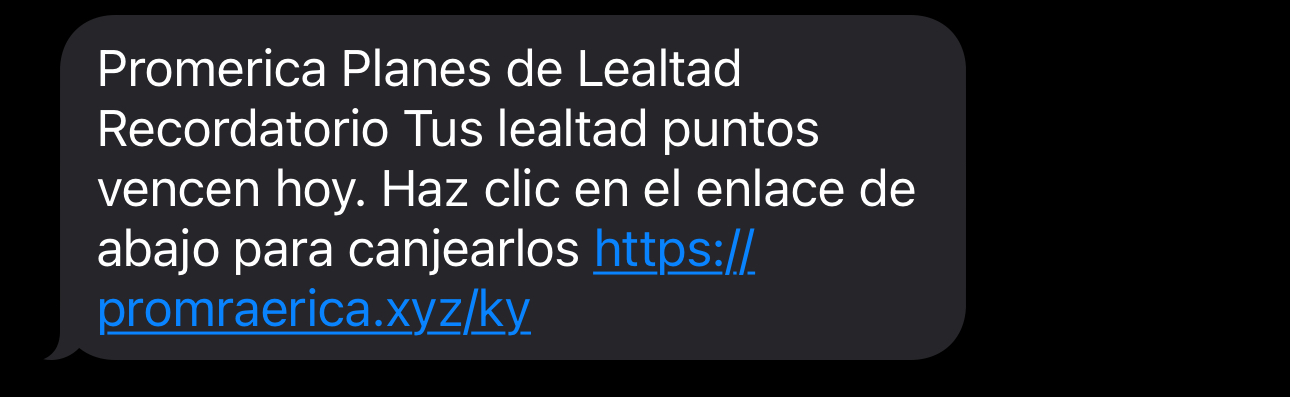 Promerica Planes de Lealtad
Recordatorio Tus lealtad puntos
vencen hoy. Haz clic en el enlace de
abajo para canjearlos https://
promraerica.xyz/ky